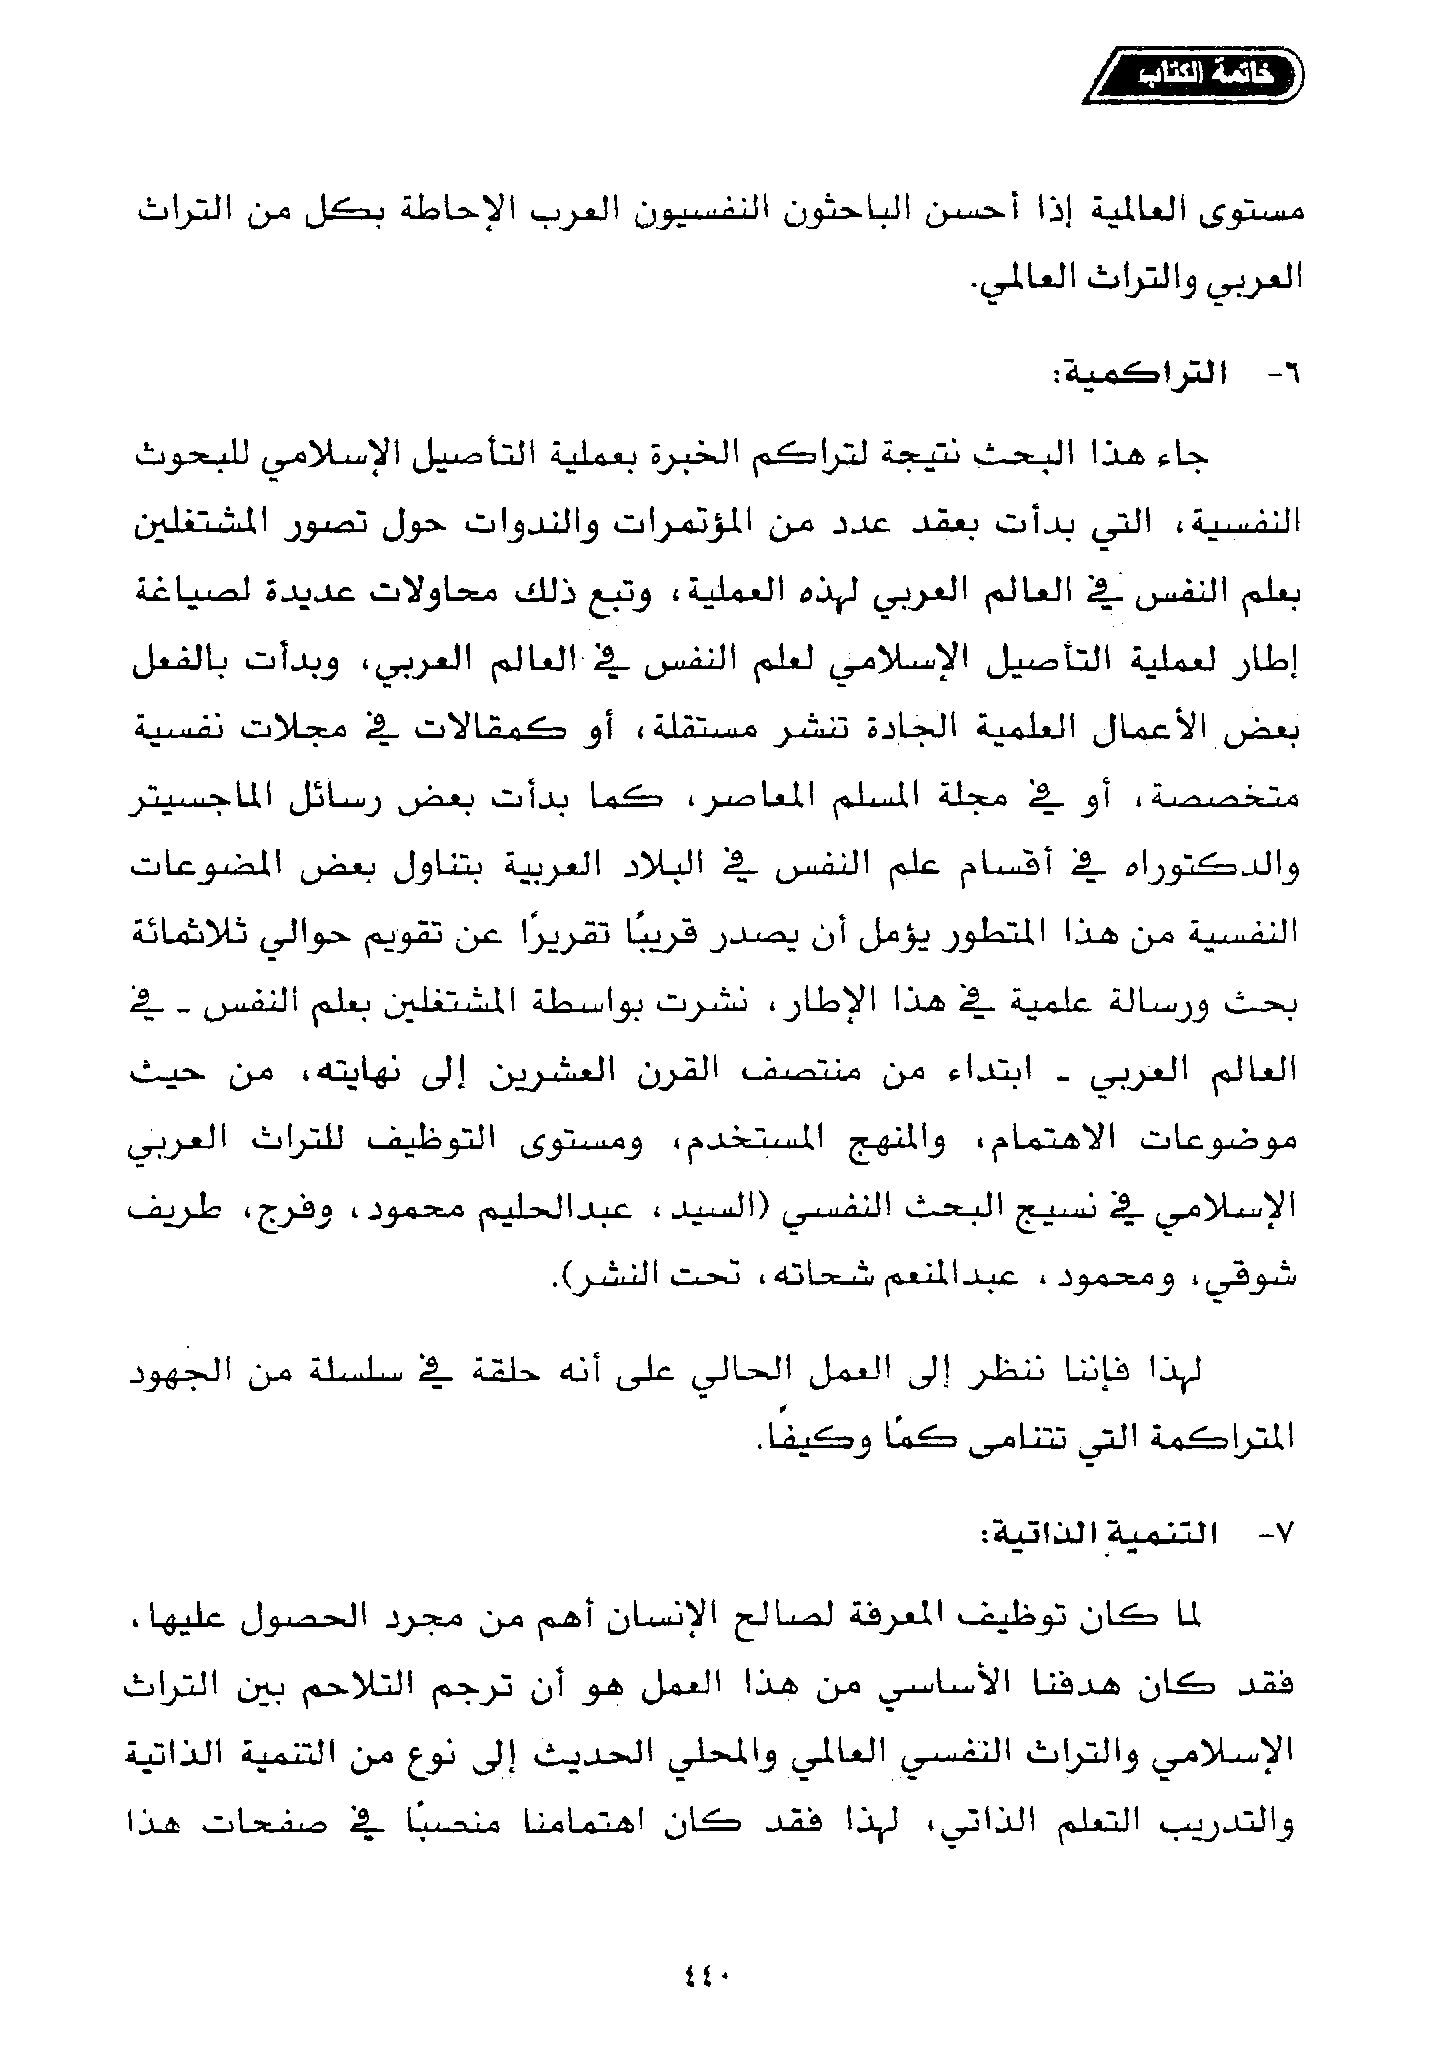 خاتمة الكتاب
مستوى العالمية إذا أحسن الباحثون النفسيون العرب الإحاطة بكل من التراث
العربي والتراث العالمي.
٦- التراكمية:
جاء هذا البحث نتيجة لتراكم الخبرة بعملية التأصيل الإسلامي للبحوث
النفسية، التي بدأت بعقد عدد من المؤتمرات والندوات حول تصور المشتغلين
بعلم النفس في العالم العربي لهذه العملية، وتبع ذلك محاولات عديدة لصياغة
إطار لعملية التأصيل الإسلامي لعلم النفس في العالم العربي، وبدأت بالفعل
بعض الأعمال العلمية الجادة تنشر مستقلة، أو كمقالات في مجلات نفسية
متخصصة، أو في مجلة المسلم المعاصر، كما بدأت بعض رسائل الماجسيتر
والدكتوراه في أقسام علم النفس في البلاد العربية بتناول بعض المضوعات
النفسية من هذا المتطور يؤمل أن يصدر قريبًا تقريرًا عن تقويم حوالي ثلاثمائة
بحث ورسالة علمية في هذا الإطار، نشرت بواسطة المشتغلين بعلم النفس - في
العالم العربي - ابتداء من منتصف القرن العشرين إلى نهايته، من حيث
موضوعات الاهتمام، والمنهج المستخدم، ومستوى التوظيف للتراث العربي
الإسلامي في نسيج البحث النفسي (السيد، عبدالحليم محمود، وفرج، طريف
شوقي، ومحمود، عبدالمنعم شحاته، تحت النشر).
لهذا فإننا ننظر إلى العمل الحالي على أنه حلقة في سلسلة من الجهود
المتراكمة التي تتنامى كمًا وكيفًا.
٧- التنمية الذاتية:
لما كان توظيف المعرفة لصالح الإنسان أهم من مجرد الحصول عليها،
فقد كان هدفنا الأساسي من هذا العمل هو أن ترجم التلاحم بين التراث
الإسلامي والتراث النفسي العالمي والمحلي الحديث إلى نوع من التنمية الذاتية
والتدريب التعلم الذاتي، لهذا فقد كان اهتمامنا منصبًا في صفحات هذا
٤٤٠